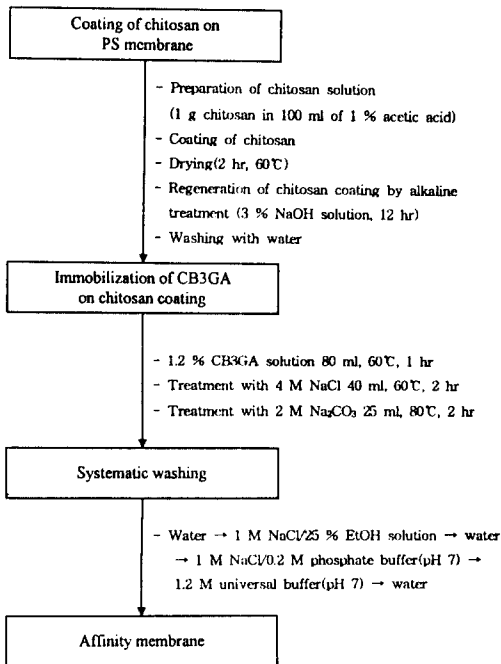 Coating of chitosan on
PS membrane
- Preparation of chitosan solution
(1 g chitosan in 100 ml of 1 % acetic acid)
- Coating of chitosan
- Drying(2 hr, 60℃)
- Regeneration of chitosan coating by alkaline
treatment (3 % NaOH solution, 12 hr)
- Washing with water
Immobilization of CB3GA
on chitosan coating
- 1.2 % CB3GA solution 80 ml, 60℃, 1 hr
- Treatment with 4 M NaCl 40 ml, 60℃, 2 hr
- Treatment with 2 M Na₂CO₃ 25 ml, 80℃, 2 hr
Systematic washing
- Water → 1 M NaCl/25 % EtOH solution → water
→ 1 M NaCl/0.2 M phosphate buffer(pH 7) →
1.2 M universal buffer(pH 7) → water
Affinity membrane